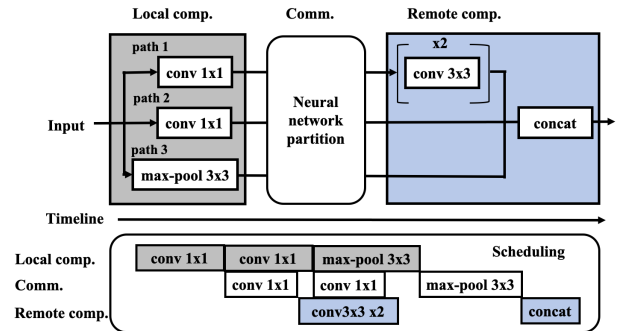 Local comp. Comm. Remote comp.
path 1
x2
conv 1x1
conv 3x3
path 2
Neural
network
partition
Input
conv 1x1
concat
path 3
max-pool 3x3
Timeline
Scheduling
Local comp. conv 1x1 conv 1x1 max-pool 3x3
Comm. conv 1x1 conv 1x1 max-pool 3x3
Remote comp. conv3x3 x2 concat